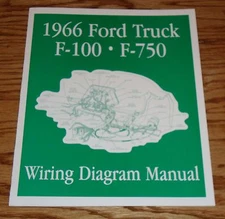 1966 Ford Truck
F-100 • F-750
Wiring Diagram Manual